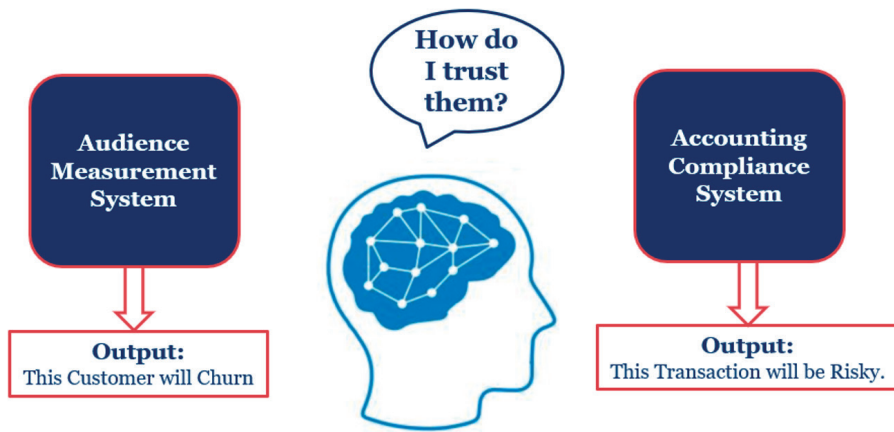 How do
I trust
them?
Audience
Measurement
System
Accounting
Compliance
System
Output:
This Customer will Churn
Output:
This Transaction will be Risky.